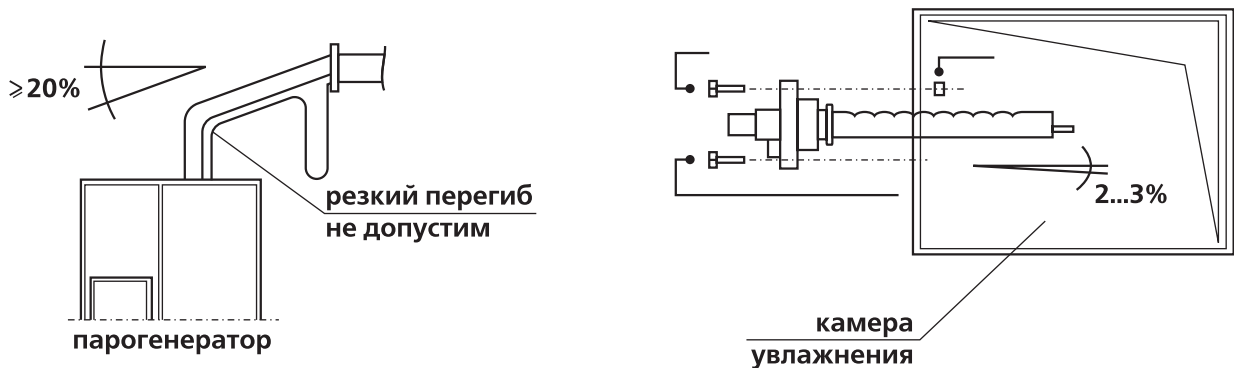 ⩾20%
резкий перегиб
не допустим
парогенератор
2...3%
камера
увлажнения